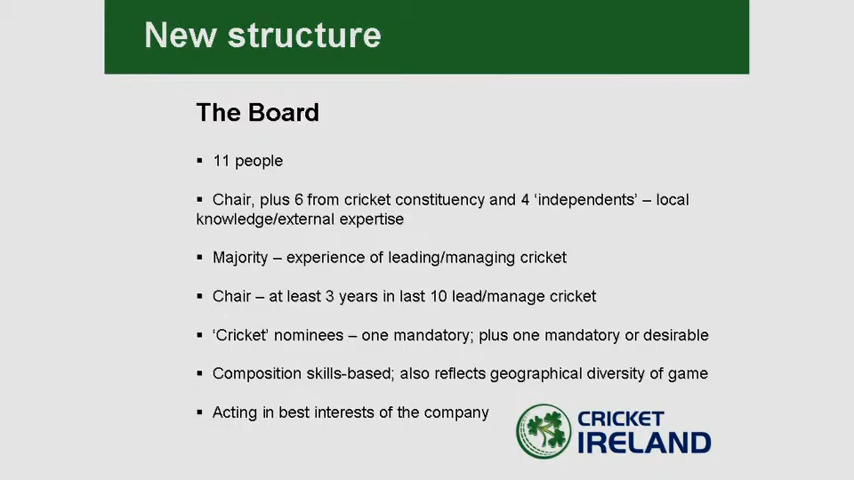 New structure
The Board
▪ 11 people
▪ Chair, plus 6 from cricket constituency and 4 ‘independents’ – local
knowledge/external expertise
▪ Majority – experience of leading/managing cricket
▪ Chair – at least 3 years in last 10 lead/manage cricket
▪ ‘Cricket’ nominees – one mandatory; plus one mandatory or desirable
▪ Composition skills-based; also reflects geographical diversity of game
▪ Acting in best interests of the company
CRICKET
IRELAND